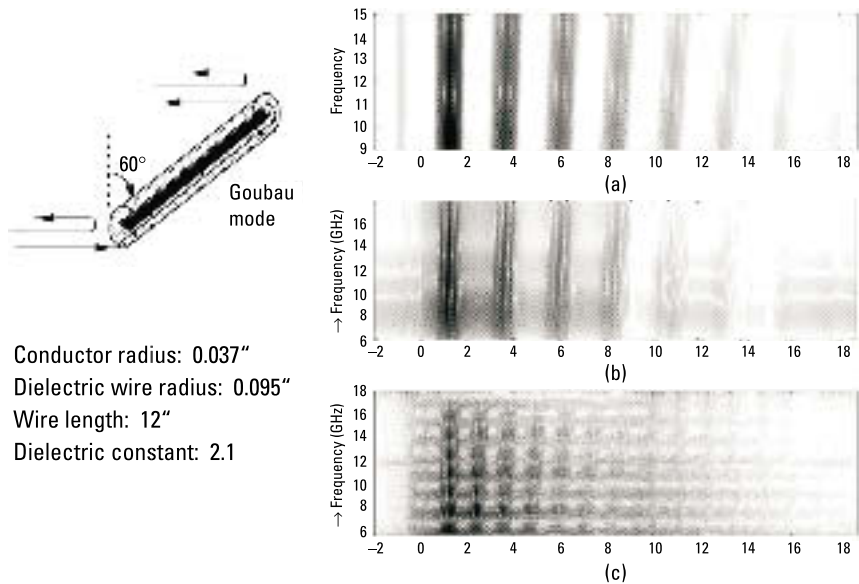 60°
Goubau
mode
Conductor radius: 0.037“
Dielectric wire radius: 0.095“
Wire length: 12“
Dielectric constant: 2.1
Frequency
15
13
12
11
10
9
−2 0 2 4 6 8 10 12 14 16 18
(a)
→ Frequency (GHz)
16
14
12
10
8
6
−2 0 2 4 6 8 10 12 14 16 18
(b)
→ Frequency (GHz)
18
16
14
12
10
8
6
−2 0 2 4 6 8 10 12 14 16 18
(c)